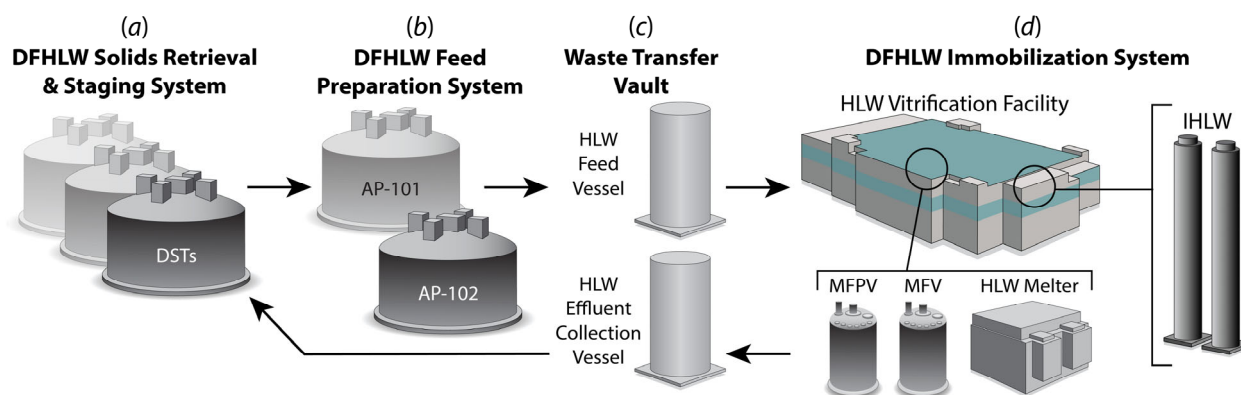 (a)
DFHLW Solids Retrieval
& Staging System
DSTs
(b)
DFHLW Feed
Preparation System
AP-101
AP-102
(c)
Waste Transfer
Vault
HLW
Feed
Vessel
HLW
Effluent
Collection
Vessel
(d)
DFHLW Immobilization System
HLW Vitrification Facility
IHLW
MFPV
MFV
HLW Melter